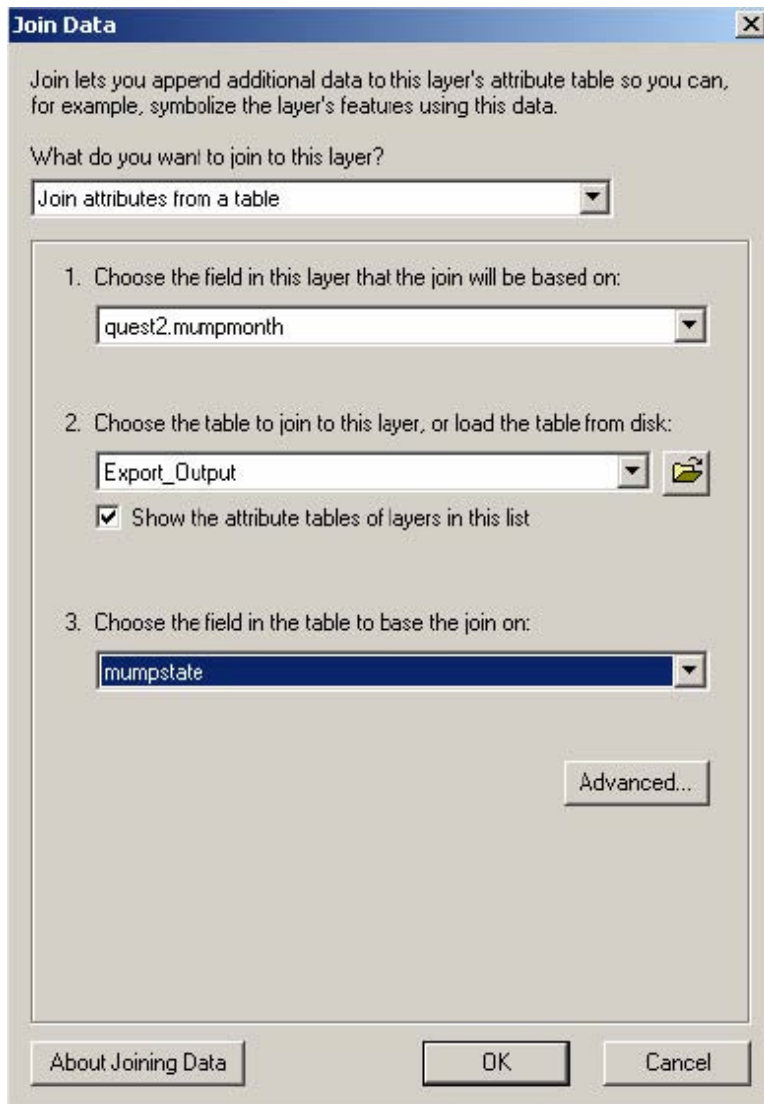 Join Data
Join lets you append additional data to this layer's attribute table so you can,
for example, symbolize the layer's features using this data.
What do you want to join to this layer?
Join attributes from a table
1. Choose the field in this layer that the join will be based on:
quest2.mumpmonth
2. Choose the table to join to this layer, or load the table from disk:
Export_Output
Show the attribute tables of layers in this list
3. Choose the field in the table to base the join on:
mumpstate
Advanced...
About Joining Data
OK
Cancel